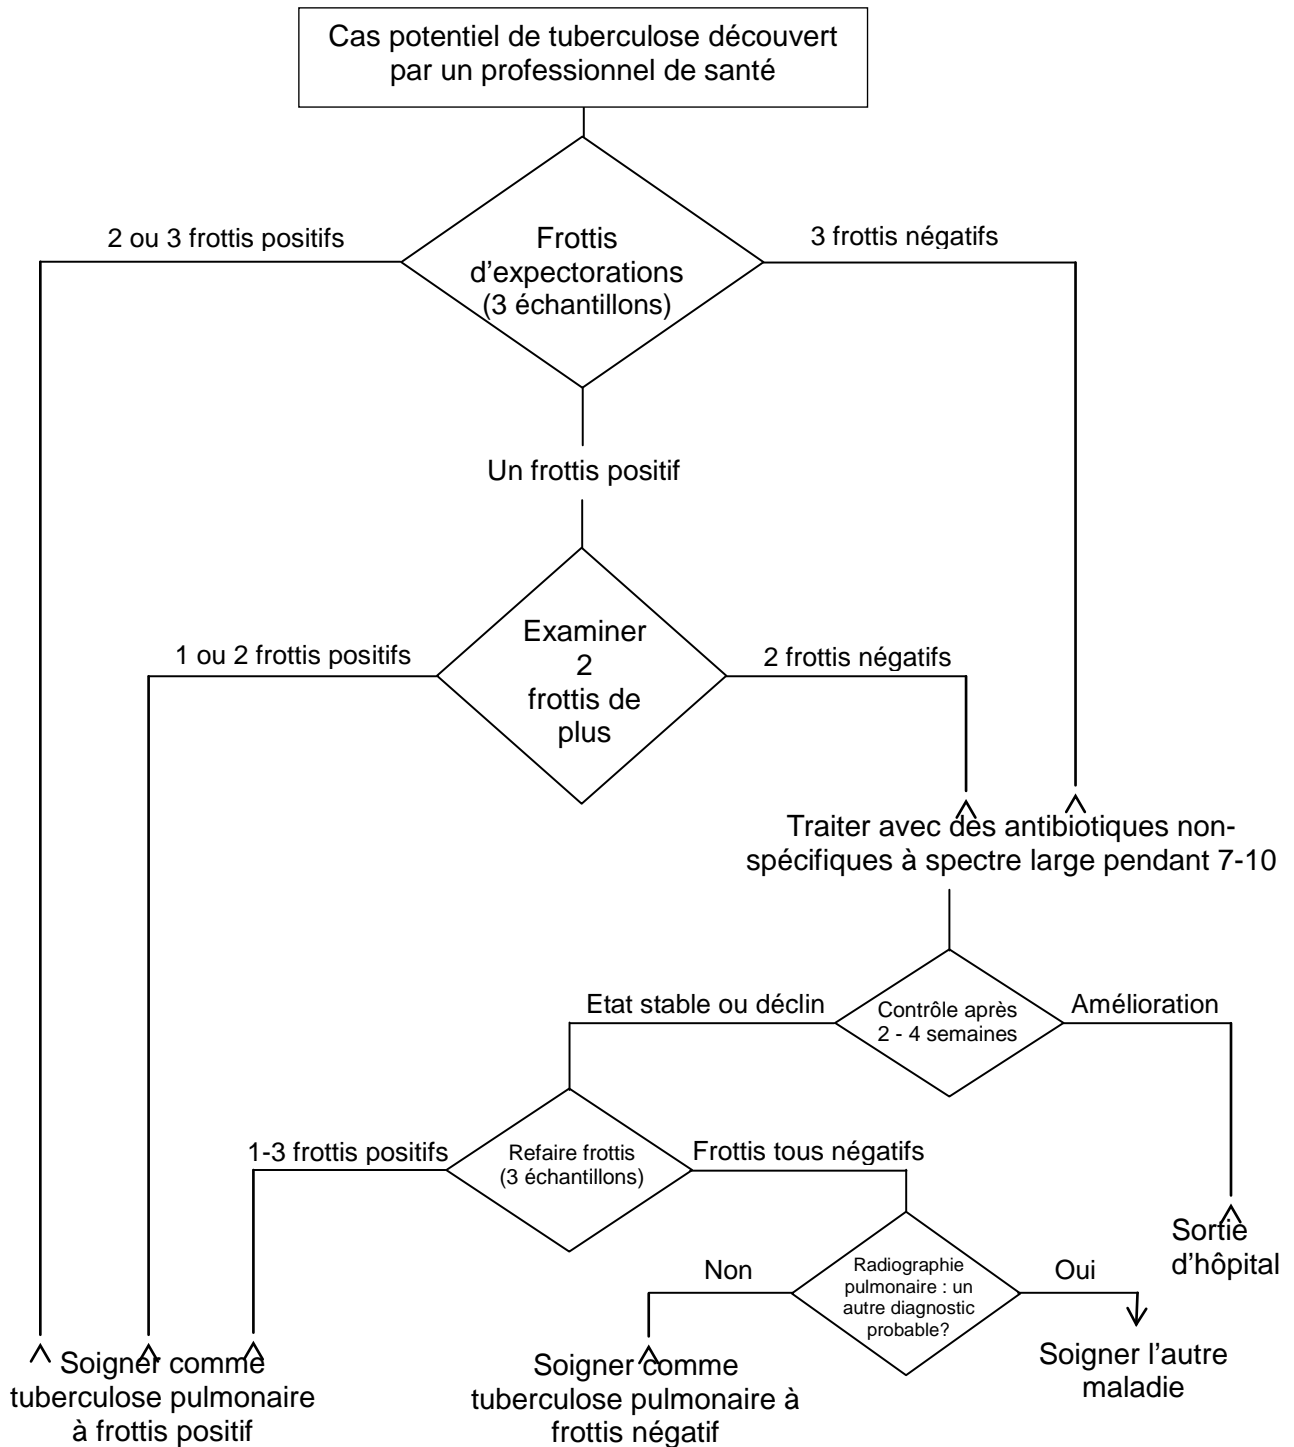 Cas potentiel de tuberculose découvert
par un professionnel de santé
2 ou 3 frottis positifs
Frottis
d’expectorations
(3 échantillons)
3 frottis négatifs
Un frottis positif
1 ou 2 frottis positifs
Examiner
2
frottis de
plus
2 frottis négatifs
Traiter avec des antibiotiques non-
spécifiques à spectre large pendant 7-10
Etat stable ou déclin
Contrôle après
2 - 4 semaines
Amélioration
1-3 frottis positifs
Refaire frottis
(3 échantillons)
Frottis tous négatifs
Sortie
d’hôpital
Non
Radiographie
pulmonaire : un
autre diagnostic
probable?
Oui
Soigner comme
tuberculose pulmonaire
à frottis positif
Soigner comme
tuberculose pulmonaire à
frottis négatif
Soigner l’autre
maladie